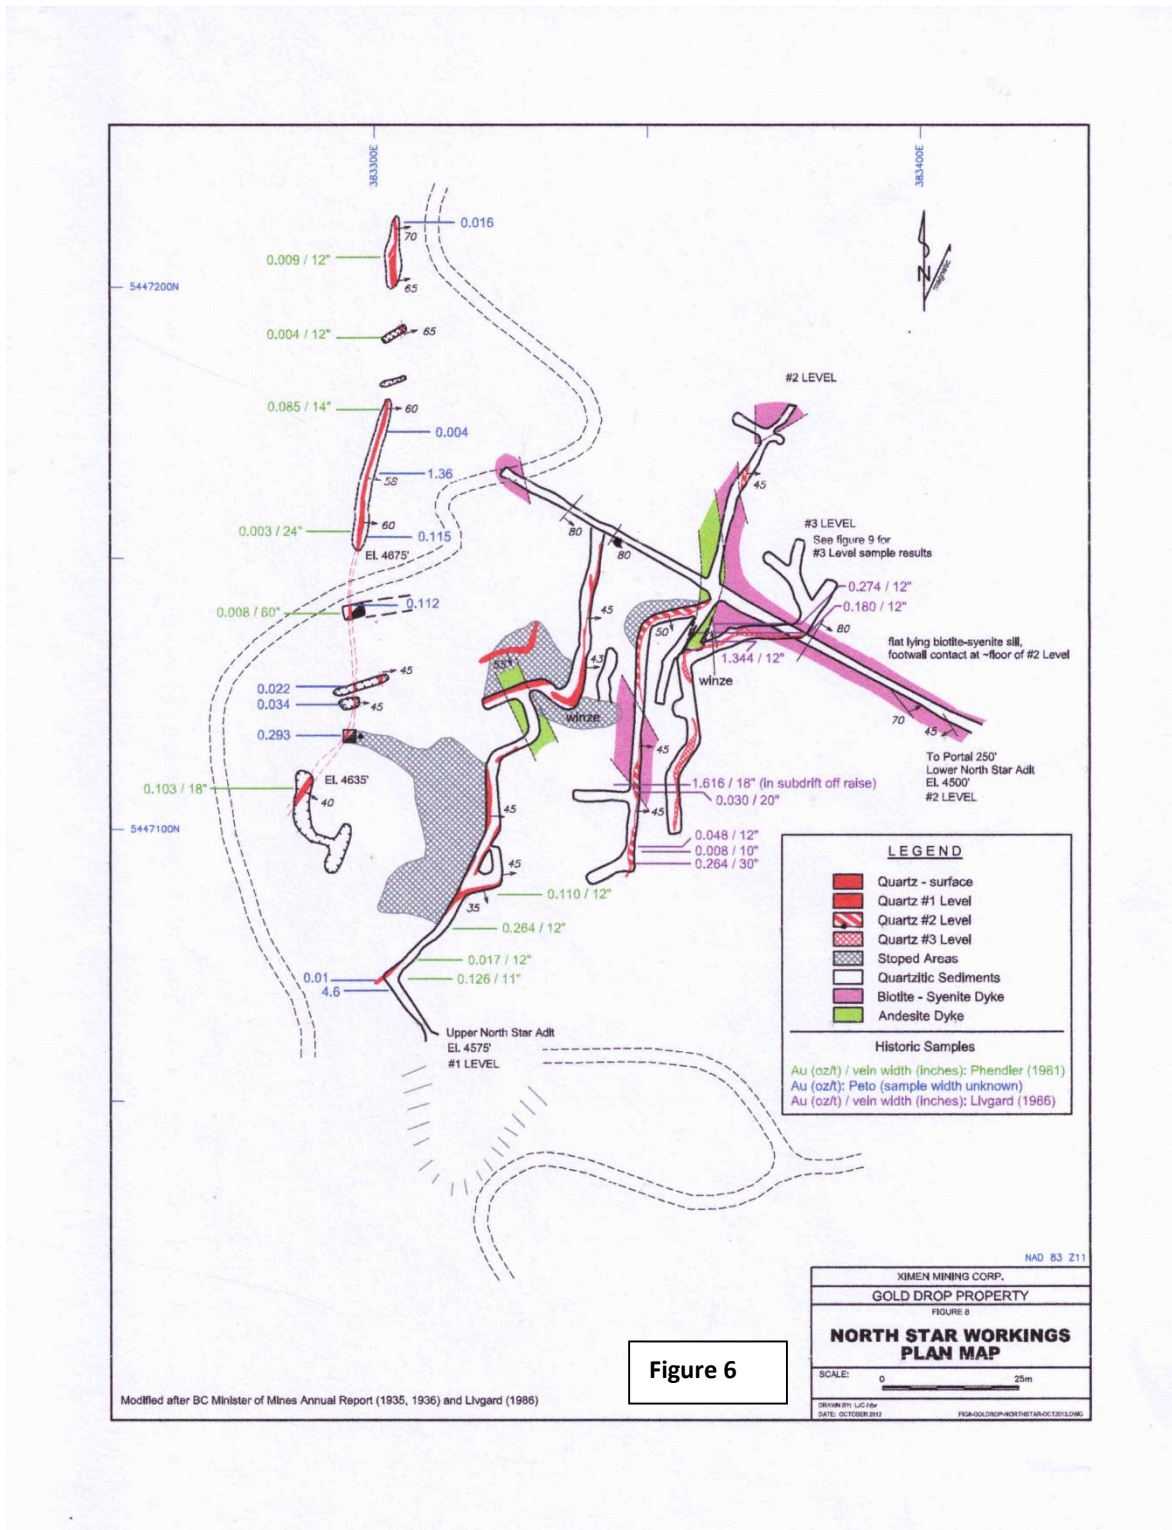 383300E
383400E
0.016
70
0.009 / 12"
65
5447200N
N
magnetic
0.004 / 12"
65
#2 LEVEL
0.085 / 14"
60
0.004
1.36
58
45
0.003 / 24"
60
0.115
80
80
#3 LEVEL
See figure 9 for
#3 Level sample results
El. 4675'
0.274 / 12"
0.008 / 60"
0.112
45
0.180 / 12"
50
80
flat lying biotite-syenite sill,
footwall contact at ~floor of #2 Level
1.344 / 12"
55
43
45
0.022
winze
0.034
45
winze
70
45
0.293
45
To Portal 250'
Lower North Star Adit
El. 4500'
#2 LEVEL
El. 4635'
0.103 / 18"
40
1.616 / 18" (in subdrift off raise)
0.030 / 20"
45
45
5447100N
0.048 / 12"
0.008 / 10"
0.264 / 30"
45
0.110 / 12"
35
0.264 / 12"
0.017 / 12"
0.01
0.126 / 11"
4.6
Upper North Star Adit
El. 4575'
#1 LEVEL
LEGEND
Quartz - surface
Quartz #1 Level
Quartz #2 Level
Quartz #3 Level
Stoped Areas
Quartzitic Sediments
Biotite - Syenite Dyke
Andesite Dyke
Historic Samples
Au (oz/t) / vein width (inches): Phendler (1981)
Au (oz/t): Peto (sample width unknown)
Au (oz/t) / vein width (inches): Livgard (1986)
NAD 83 Z11
XIMEN MINING CORP.
GOLD DROP PROPERTY
FIGURE 8
NORTH STAR WORKINGS
PLAN MAP
SCALE:
0
25m
DRAWN BY: LJC
DATE: OCTOBER 2013
FIG8-GOLDROP-NORTHSTAR-OCT2013.DWG
Figure 6
Modified after BC Minister of Mines Annual Report (1935, 1936) and Livgard (1986)